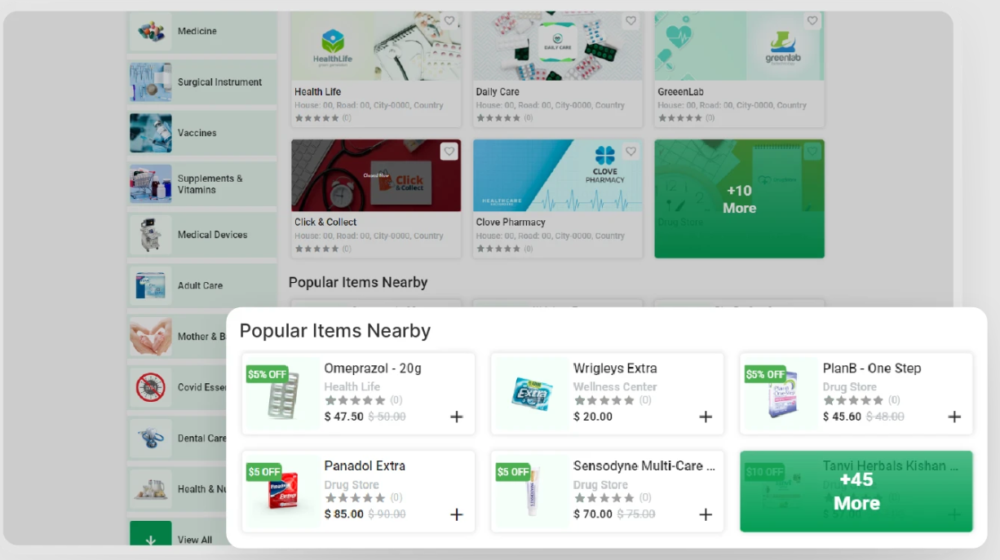 Medicine
Surgical Instrument
Vaccines
Supplements &
Vitamins
Medical Devices
Adult Care
Mother & B
Covid Esse
Dental Care
Health & Nu
View All
HealthLife
Health Life
House: 00, Road: 00, City-0000, Country
(0)
DAILY CARE
Daily Care
House: 00, Road: 00, City-0000, Country
(0)
greenlab
GreeenLab
House: 00, Road: 00, City-0000, Country
(0)
Closed Now
Click
& Collect
Click & Collect
House: 00, Road: 00, City-0000, Country
(0)
CLOVE
PHARMACY
HEALTHCARE
Clove Pharmacy
House: 00, Road: 00, City-0000, Country
(0)
+10
More
Drug Store
Popular Items Nearby
Popular Items Nearby
$5% OFF
Omeprazol - 20g
Health Life
(0)
$ 47.50 $ 50.00
Extra
Wrigleys Extra
Wellness Center
(0)
$ 20.00
$5% OFF
PlanB - One Step
Drug Store
(0)
$ 45.60 $ 48.00
$5 OFF
Panadol Extra
Drug Store
(0)
$ 85.00 $ 90.00
Extra
$5 OFF
Sensodyne Multi-Care ...
Drug Store
(0)
$ 70.00 $ 75.00
$10 OFF
Tanvi Herbals Kishan ...
+45
More